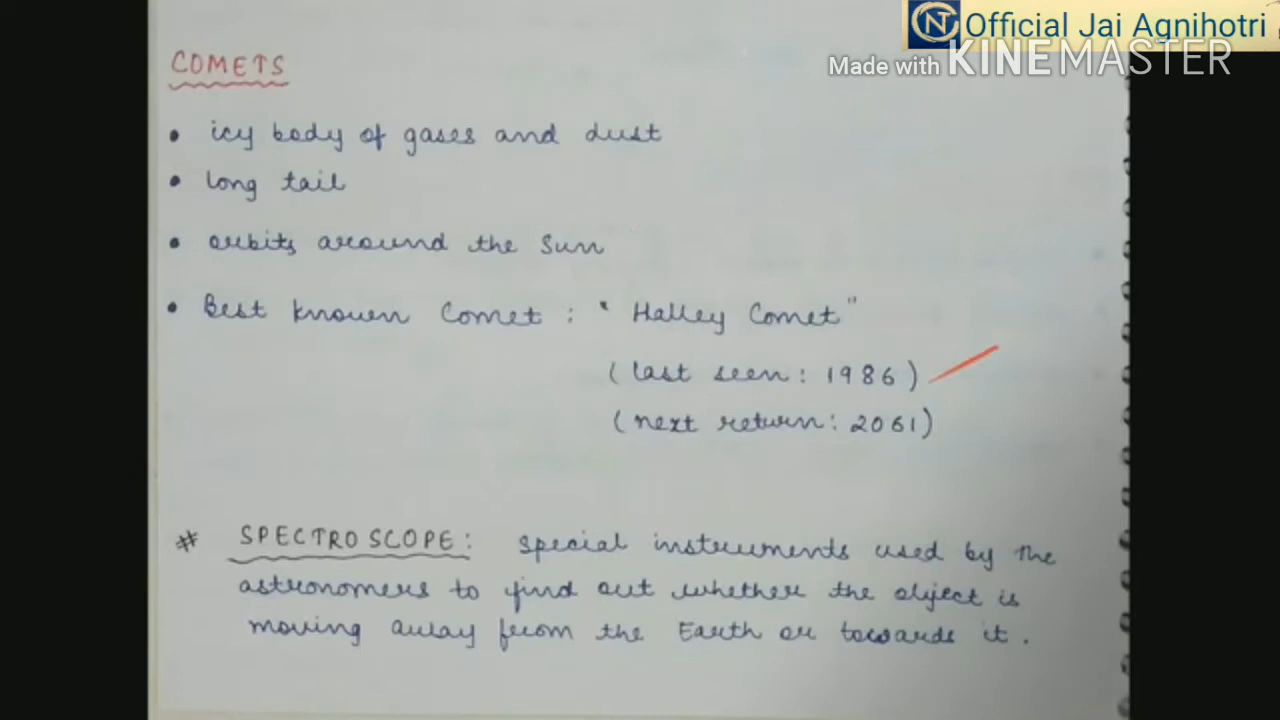 Official Jai Agnihotri
Made with KINEMASTER
COMETS
• icy body of gases and dust
• long tail
• orbits around the Sun
• Best known Comet : " Halley Comet"
(last seen: 1986)
(next return: 2061)
# SPECTROSCOPE: special instruments used by the
astronomers to find out whether the object is
moving away from the Earth or towards it.